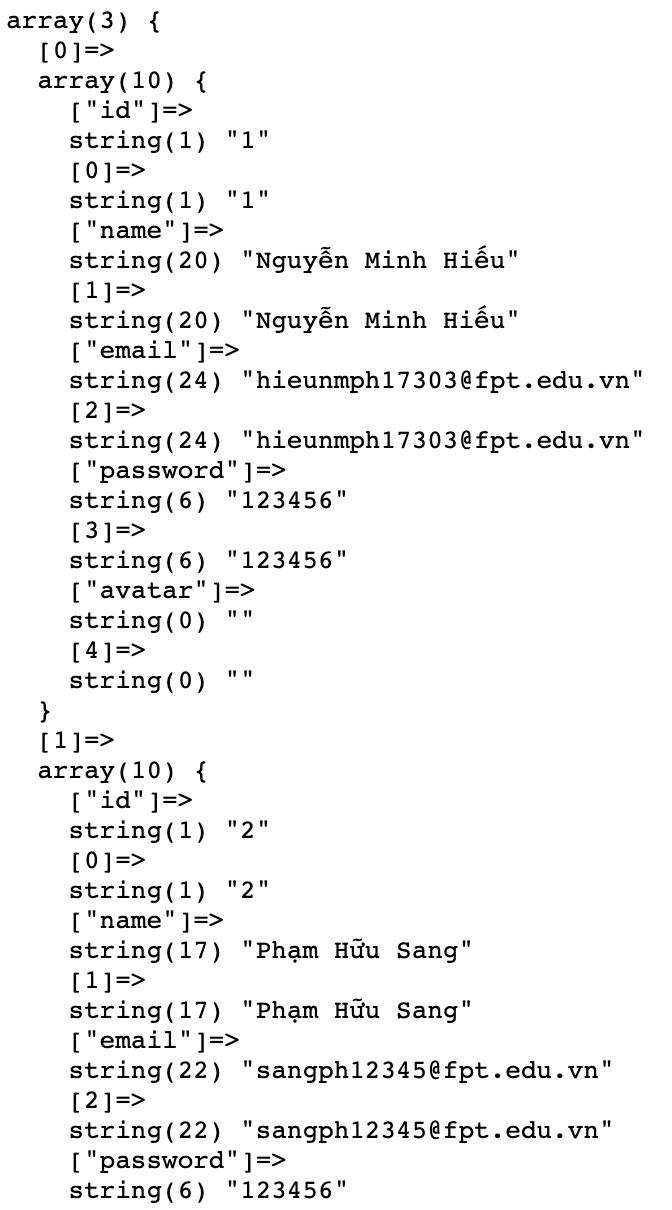 array(3) {
  [0]=>
  array(10) {
    ["id"]=>
    string(1) "1"
    [0]=>
    string(1) "1"
    ["name"]=>
    string(20) "Nguyễn Minh Hiếu"
    [1]=>
    string(20) "Nguyễn Minh Hiếu"
    ["email"]=>
    string(24) "hieunmph17303@fpt.edu.vn"
    [2]=>
    string(24) "hieunmph17303@fpt.edu.vn"
    ["password"]=>
    string(6) "123456"
    [3]=>
    string(6) "123456"
    ["avatar"]=>
    string(0) ""
    [4]=>
    string(0) ""
  }
  [1]=>
  array(10) {
    ["id"]=>
    string(1) "2"
    [0]=>
    string(1) "2"
    ["name"]=>
    string(17) "Phạm Hữu Sang"
    [1]=>
    string(17) "Phạm Hữu Sang"
    ["email"]=>
    string(22) "sangph12345@fpt.edu.vn"
    [2]=>
    string(22) "sangph12345@fpt.edu.vn"
    ["password"]=>
    string(6) "123456"